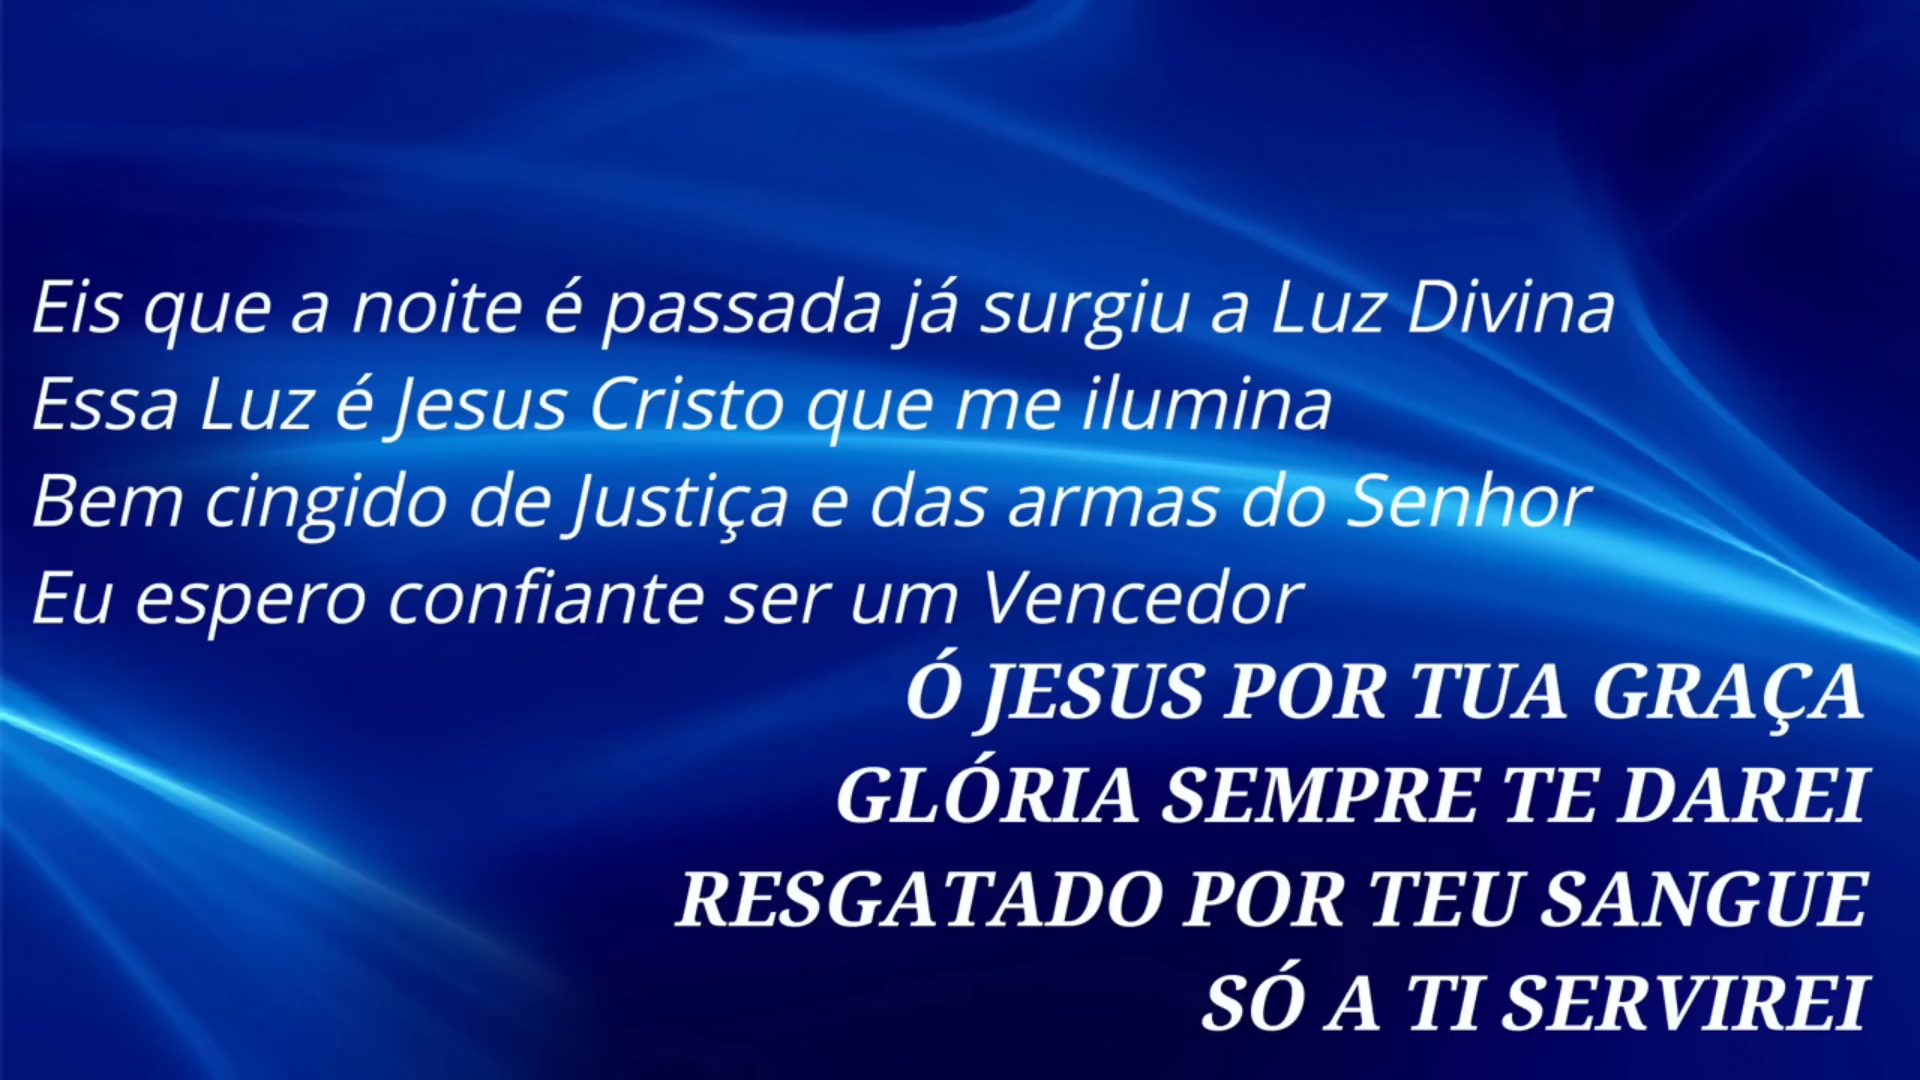 Eis que a noite é passada já surgiu a Luz Divina
Essa Luz é Jesus Cristo que me ilumina
Bem cingido de Justiça e das armas do Senhor
Eu espero confiante ser um Vencedor
Ó JESUS POR TUA GRAÇA
GLÓRIA SEMPRE TE DAREI
RESGATADO POR TEU SANGUE
SÓ A TI SERVIREI